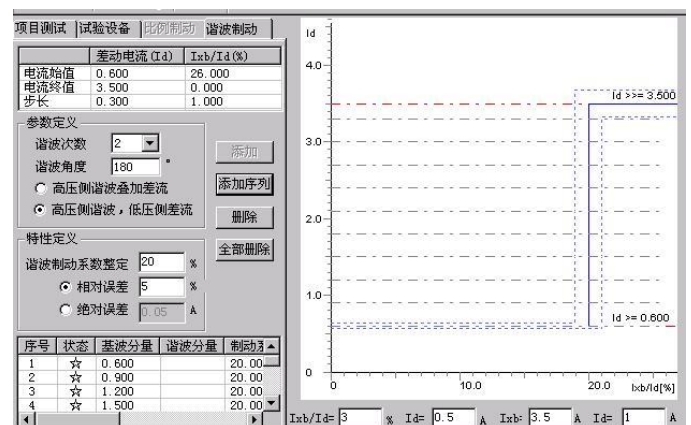 项目测试 试验设备 比例制动 谐波制动
差动电流(Id) Ixb/Id(%)
电流始值 0.600 26.000
电流终值 3.500 0.000
步长 0.300 1.000
参数定义
谐波次数 2
谐波角度 180 °
高压侧谐波叠加差流
高压侧谐波，低压侧差流
添加
添加序列
删除
全部删除
特性定义
谐波制动系数整定 20 %
相对误差 5 %
绝对误差 0.05 A
序号 状态 基波分量 谐波分量 制动系
1 ☆ 0.600 20.00
2 ☆ 0.900 20.00
3 ☆ 1.200 20.00
4 ☆ 1.500 20.00
Id
4.0
3.0
2.0
1.0
0
Id >>= 3.500
Id >= 0.600
0 10.0 20.0 Ixb/Id[%]
Ixb/Id= 3 % Id= 0.5 A Ixb= 3.5 A Id= 1 A